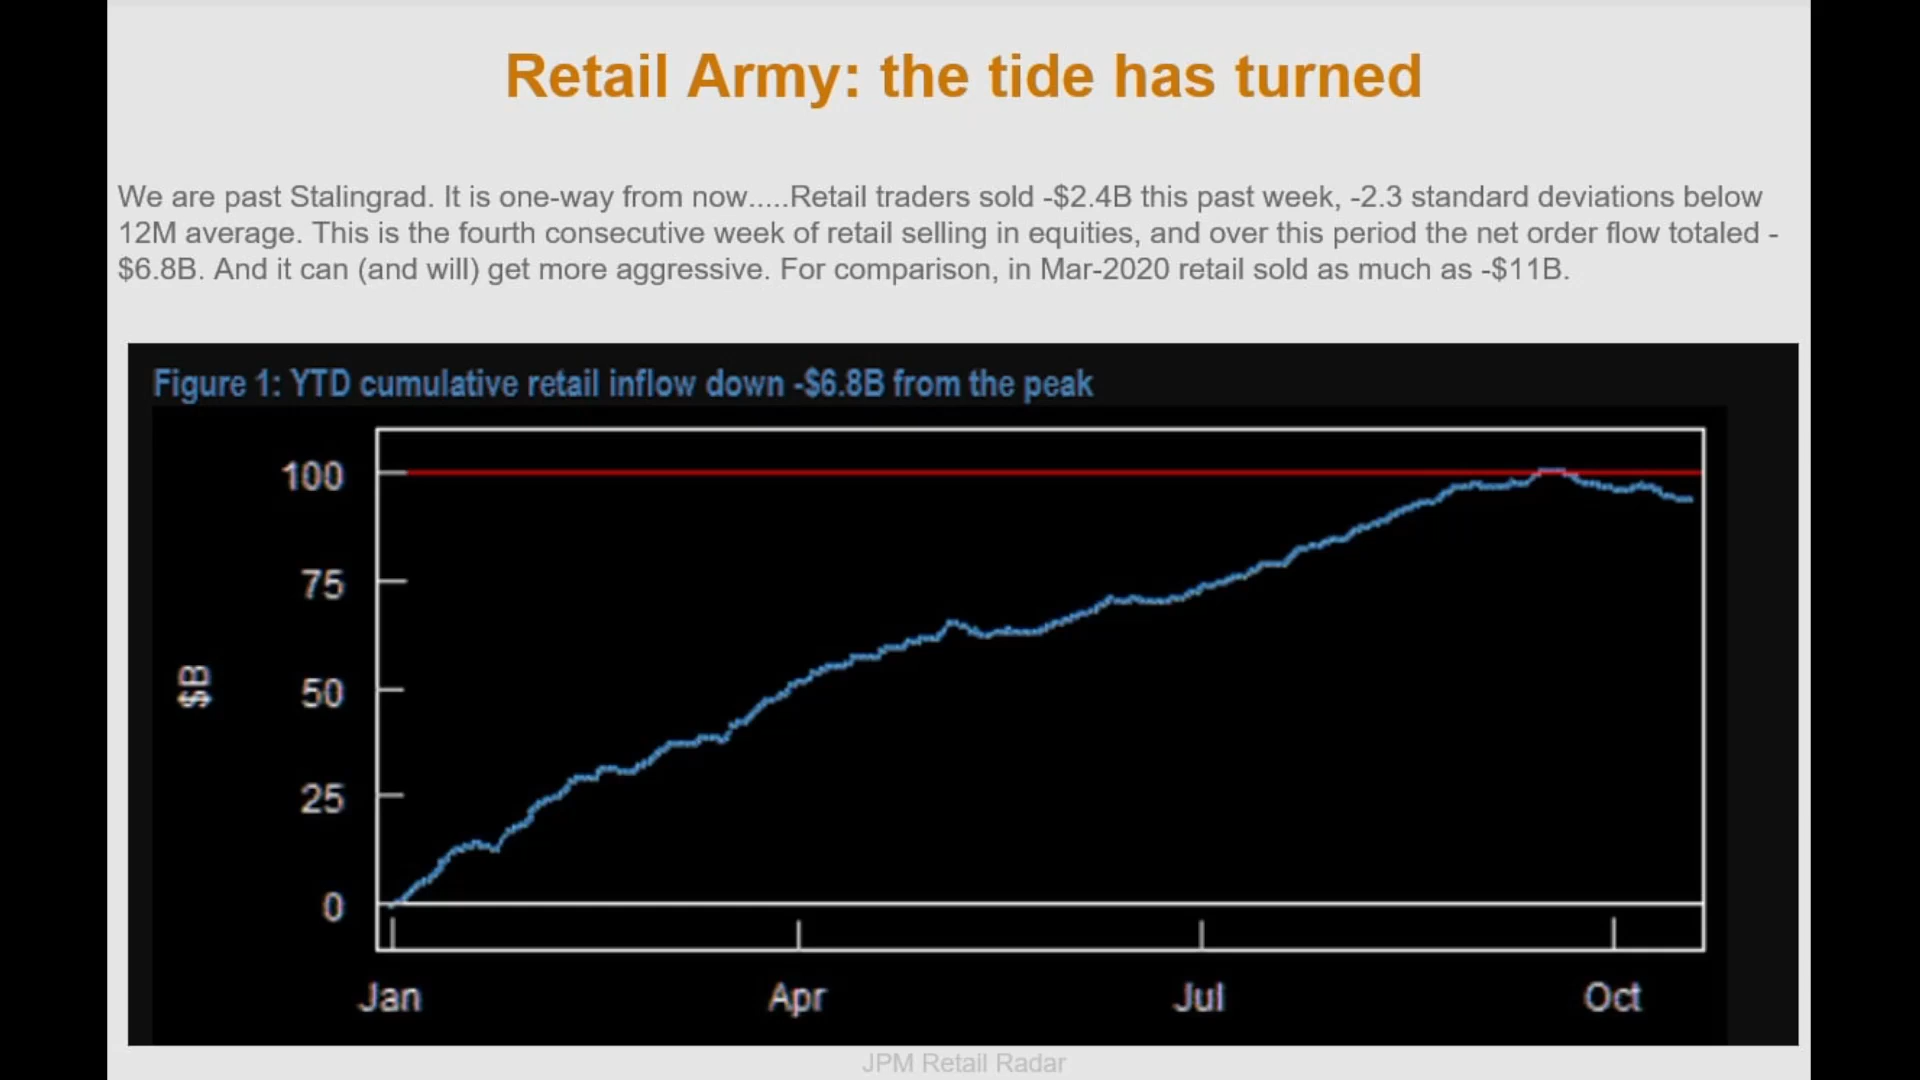 Retail Army: the tide has turned
We are past Stalingrad. It is one-way from now.....Retail traders sold -$2.4B this past week, -2.3 standard deviations below
12M average. This is the fourth consecutive week of retail selling in equities, and over this period the net order flow totaled -
$6.8B. And it can (and will) get more aggressive. For comparison, in Mar-2020 retail sold as much as -$11B.
Figure 1: YTD cumulative retail inflow down -$6.8B from the peak
100
75
50
25
0
$B
Jan Apr Jul Oct
JPM Retail Radar